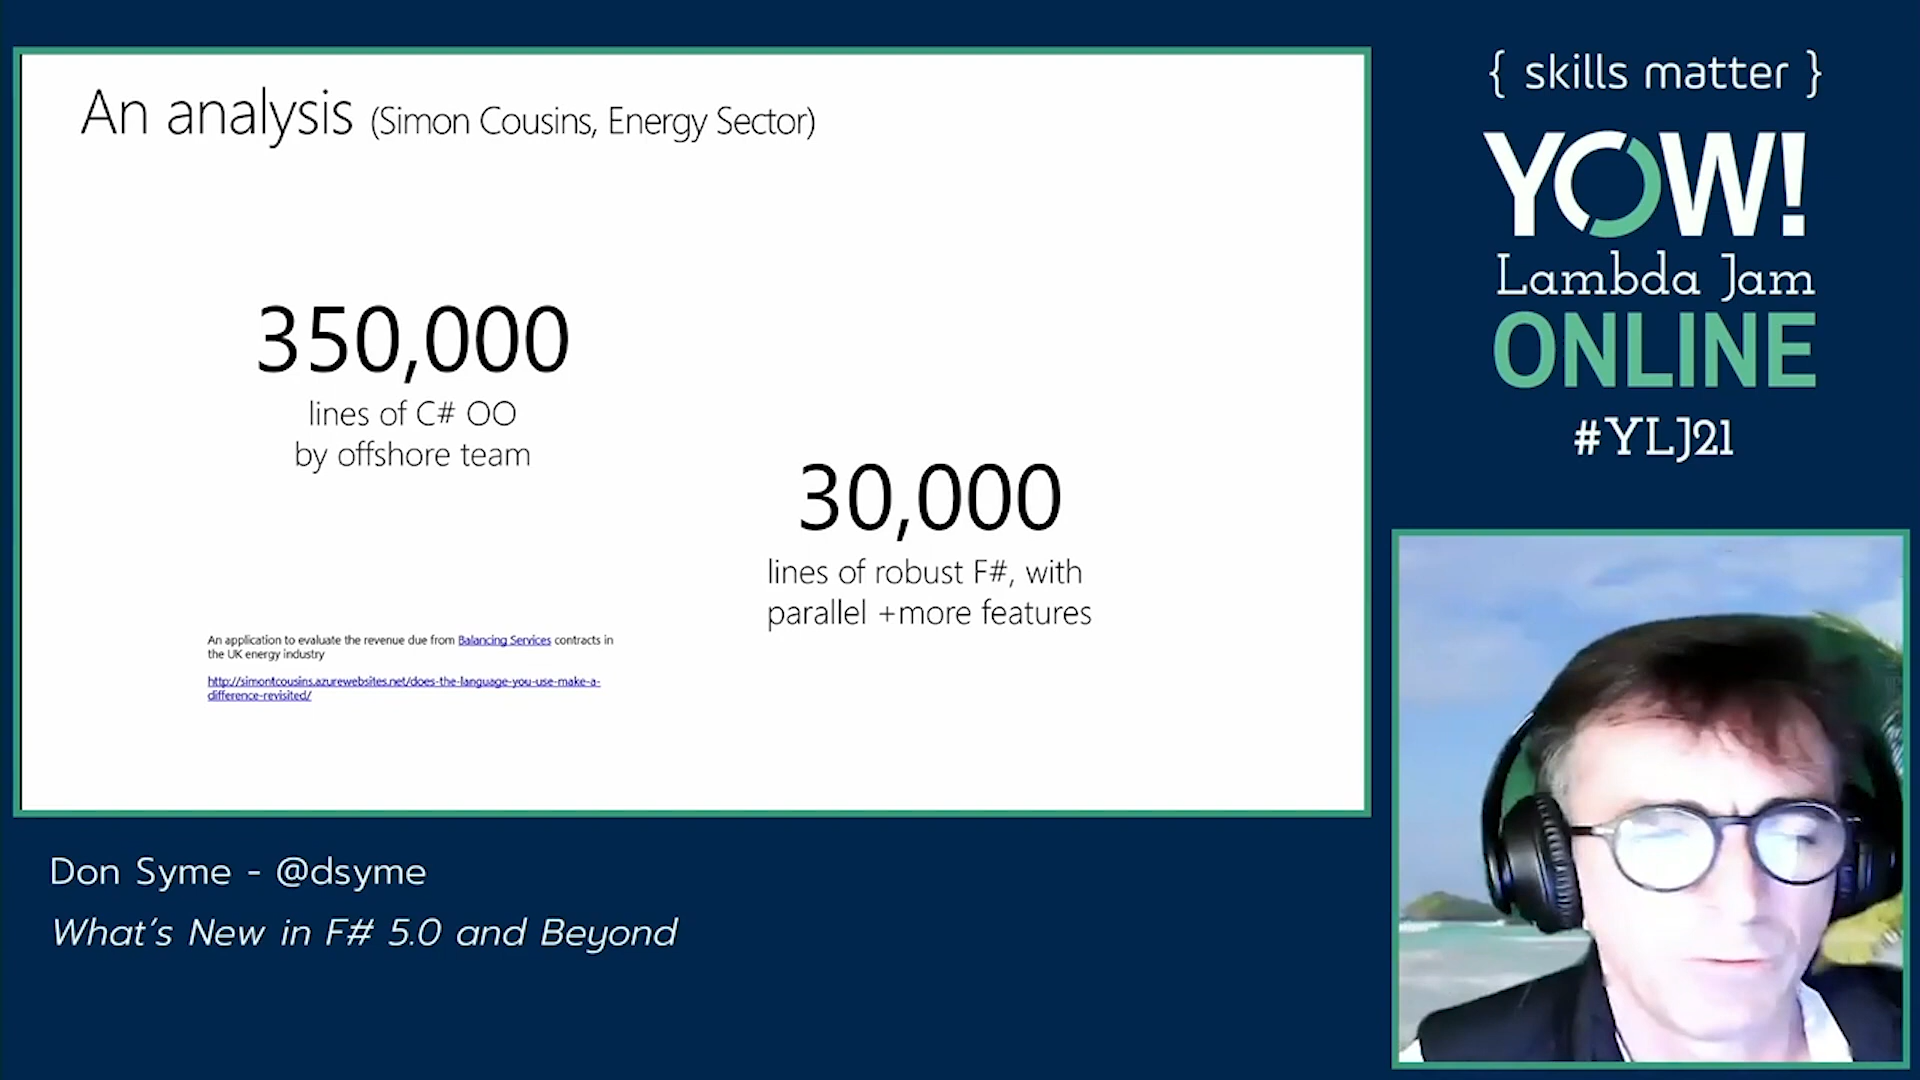 An analysis (Simon Cousins, Energy Sector)
350,000
lines of C# OO
by offshore team
30,000
lines of robust F#, with
parallel +more features
An application to evaluate the revenue due from Balancing Services contracts in
the UK energy industry
http://simontcousins.azurewebsites.net/does-the-language-you-use-make-a-
difference-revisited/
{ skills matter }
YOW!
Lambda Jam
ONLINE
#YLJ21
Don Syme - @dsyme
What's New in F# 5.0 and Beyond